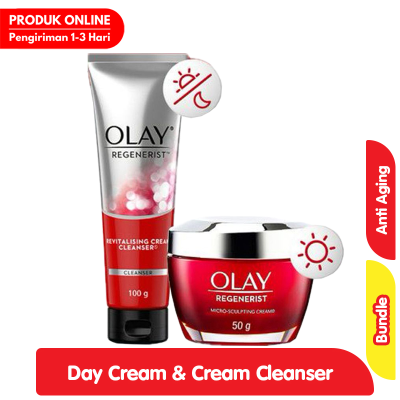 PRODUK ONLINE
Pengiriman 1-3 Hari
OLAY®
REGENERIST™
REVITALISING CREAM
CLEANSER
CLEANSER
100 g
OLAY
REGENERIST
MICRO-SCULPTING CREAM
50 g
Anti Aging
Bundle
Day Cream & Cream Cleanser